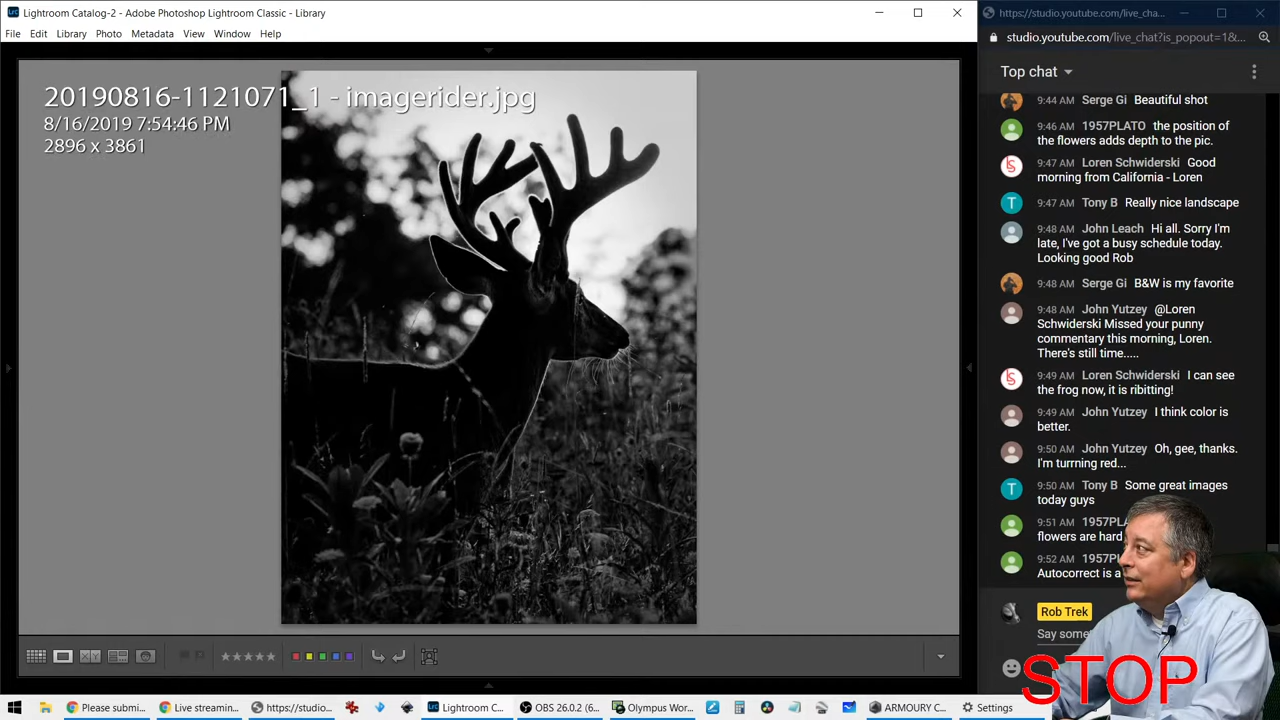 Lightroom Catalog-2 - Adobe Photoshop Lightroom Classic - Library
File Edit Library Photo Metadata View Window Help
20190816-1121071_1 - imagerider.jpg
8/16/2019 7:54:46 PM
2896 x 3861
https://studio.youtube.com/live_cha...
studio.youtube.com/live_chat?is_popout=1&...
Top chat
9:44 AM Serge Gi Beautiful shot
9:46 AM 1957PLATO the position of
the flowers adds depth to the pic.
9:47 AM Loren Schwiderski Good
morning from California - Loren
9:47 AM Tony B Really nice landscape
9:48 AM John Leach Hi all. Sorry I'm
late, I've got a busy schedule today.
Looking good Rob
9:48 AM Serge Gi B&W is my favorite
9:48 AM John Yutzey @Loren
Schwiderski Missed your punny
commentary this morning, Loren.
There's still time.....
9:49 AM Loren Schwiderski I can see
the frog now, it is ribitting!
9:49 AM John Yutzey I think color is
better.
9:50 AM John Yutzey Oh, gee, thanks.
I'm turrning red...
9:50 AM Tony B Some great images
today guys
9:51 AM 1957PL
flowers are hard
9:52 AM 1957P
Autocorrect is a
Rob Trek
Say some
STOP
Please submi...
Live streamin...
https://studio...
Lightroom C...
OBS 26.0.2 (6...
Olympus Wor...
ARMOURY C...
Settings